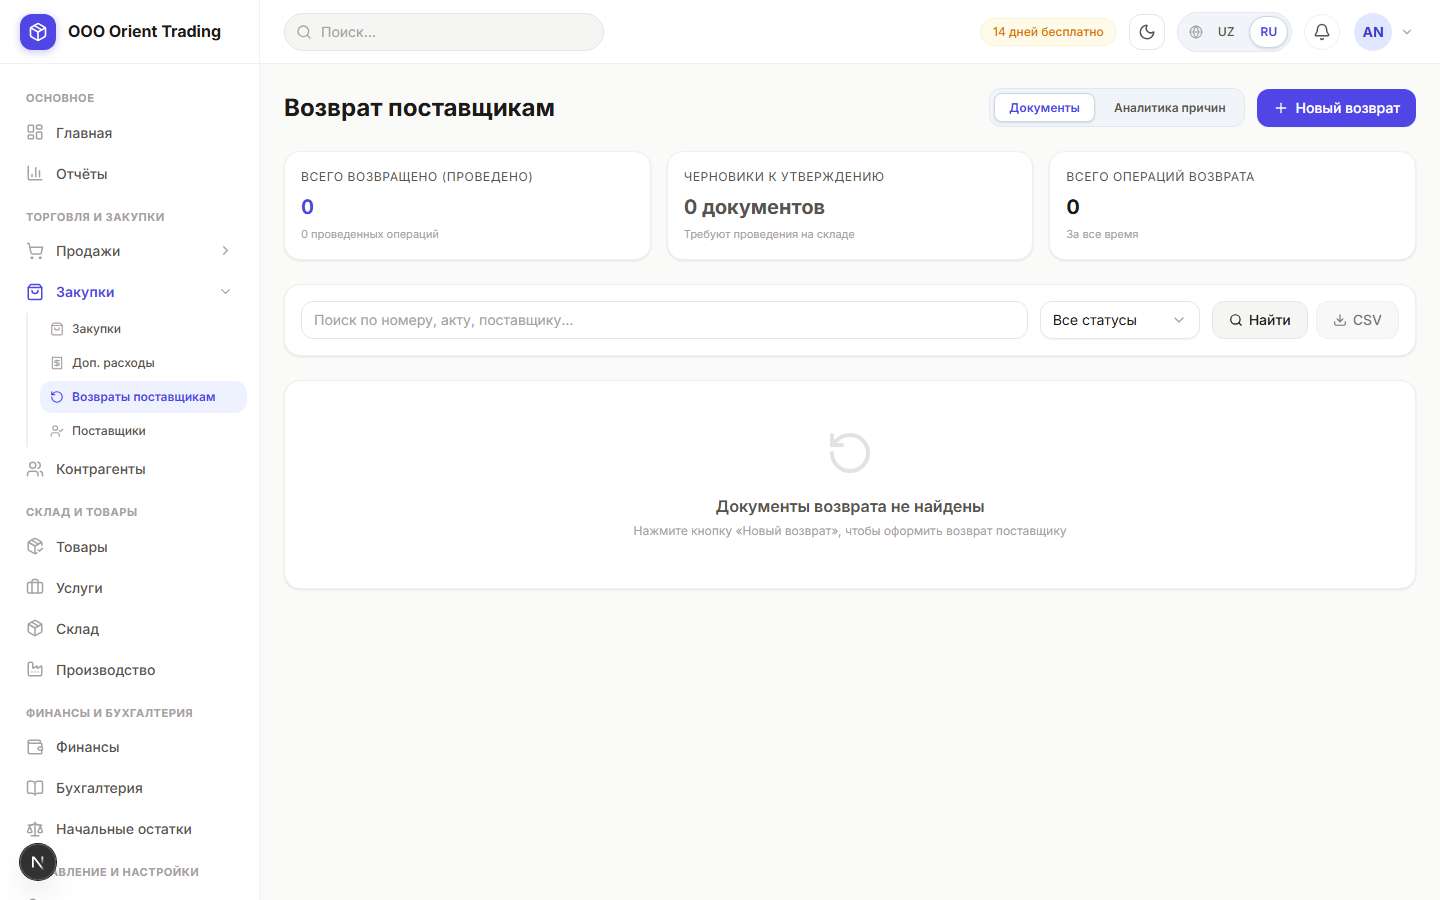 ООО Orient Trading
Поиск...
14 дней бесплатно
UZ
RU
AN
ОСНОВНОЕ
Главная
Отчёты
ТОРГОВЛЯ И ЗАКУПКИ
Продажи
Закупки
Закупки
Доп. расходы
Возвраты поставщикам
Поставщики
Контрагенты
СКЛАД И ТОВАРЫ
Товары
Услуги
Склад
Производство
ФИНАНСЫ И БУХГАЛТЕРИЯ
Финансы
Бухгалтерия
Начальные остатки
АВЛЕНИЕ И НАСТРОЙКИ
N
Возврат поставщикам
Документы
Аналитика причин
Новый возврат
ВСЕГО ВОЗВРАЩЕНО (ПРОВЕДЕНО)
0
0 проведенных операций
ЧЕРНОВИКИ К УТВЕРЖДЕНИЮ
0 документов
Требуют проведения на складе
ВСЕГО ОПЕРАЦИЙ ВОЗВРАТА
0
За все время
Поиск по номеру, акту, поставщику...
Все статусы
Найти
CSV
Документы возврата не найдены
Нажмите кнопку «Новый возврат», чтобы оформить возврат поставщику